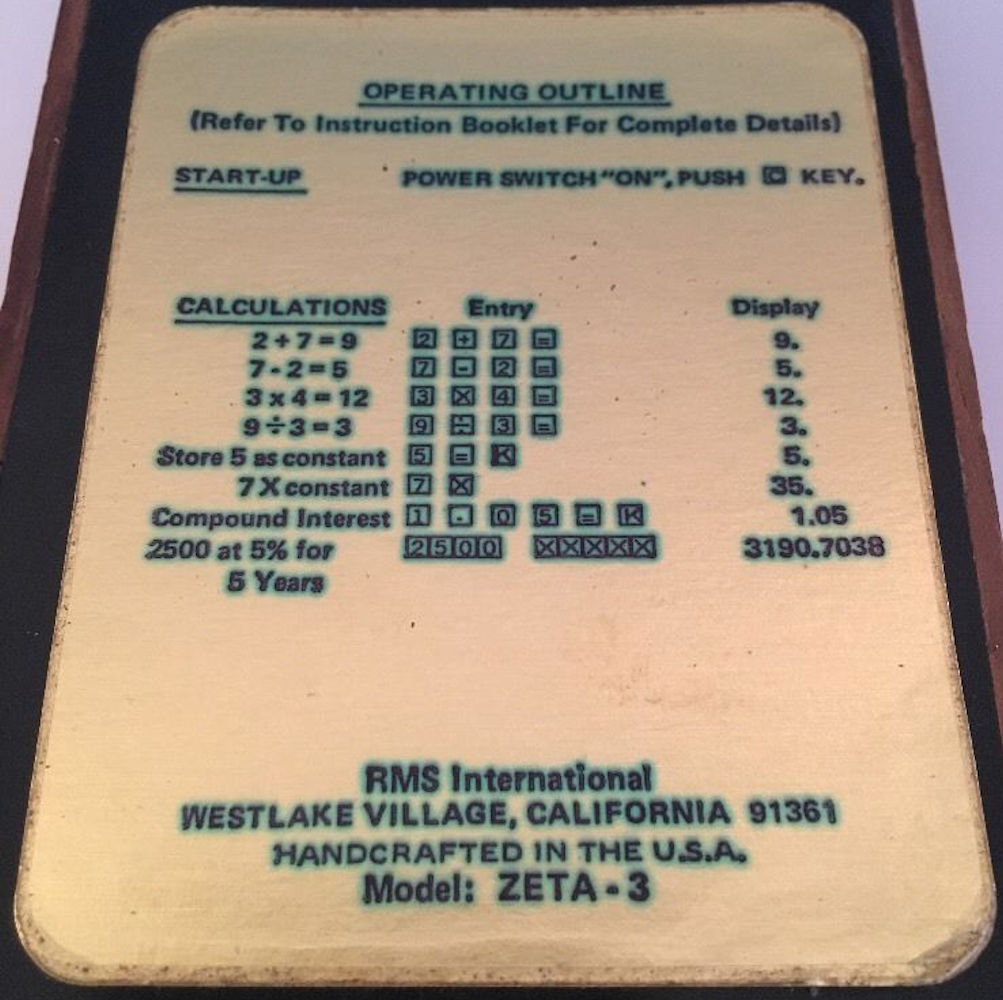 OPERATING OUTLINE
(Refer To Instruction Booklet For Complete Details)
START-UP POWER SWITCH "ON", PUSH C KEY.
CALCULATIONS Entry Display
2 + 7 = 9 2 + 7 = 9.
7 - 2 = 5 7 - 2 = 5.
3 x 4 = 12 3 X 4 = 12.
9 ÷ 3 = 3 9 ÷ 3 = 3.
Store 5 as constant 5 = K 5.
7 X constant 7 X 35.
Compound Interest 1 . 0 5 = K 1.05
2500 at 5% for 2500 XXXXX 3190.7038
5 Years
RMS International
WESTLAKE VILLAGE, CALIFORNIA 91361
HANDCRAFTED IN THE U.S.A.
Model: ZETA - 3